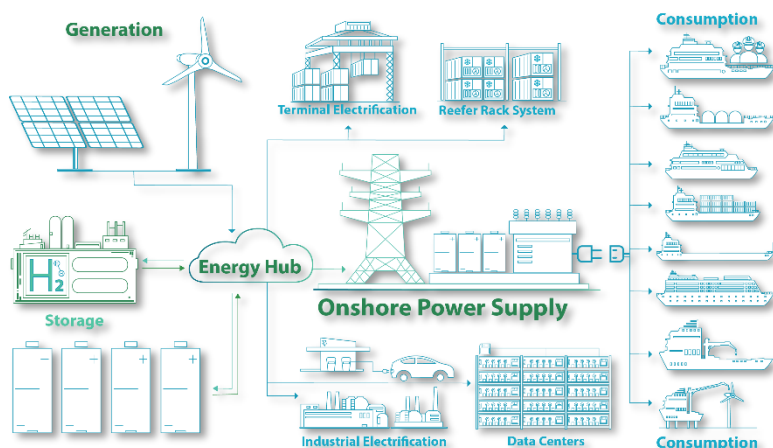 Generation
Consumption
Terminal Electrification
Reefer Rack System
Energy Hub
H2
Onshore Power Supply
Storage
Industrial Electrification
Data Centers
Consumption